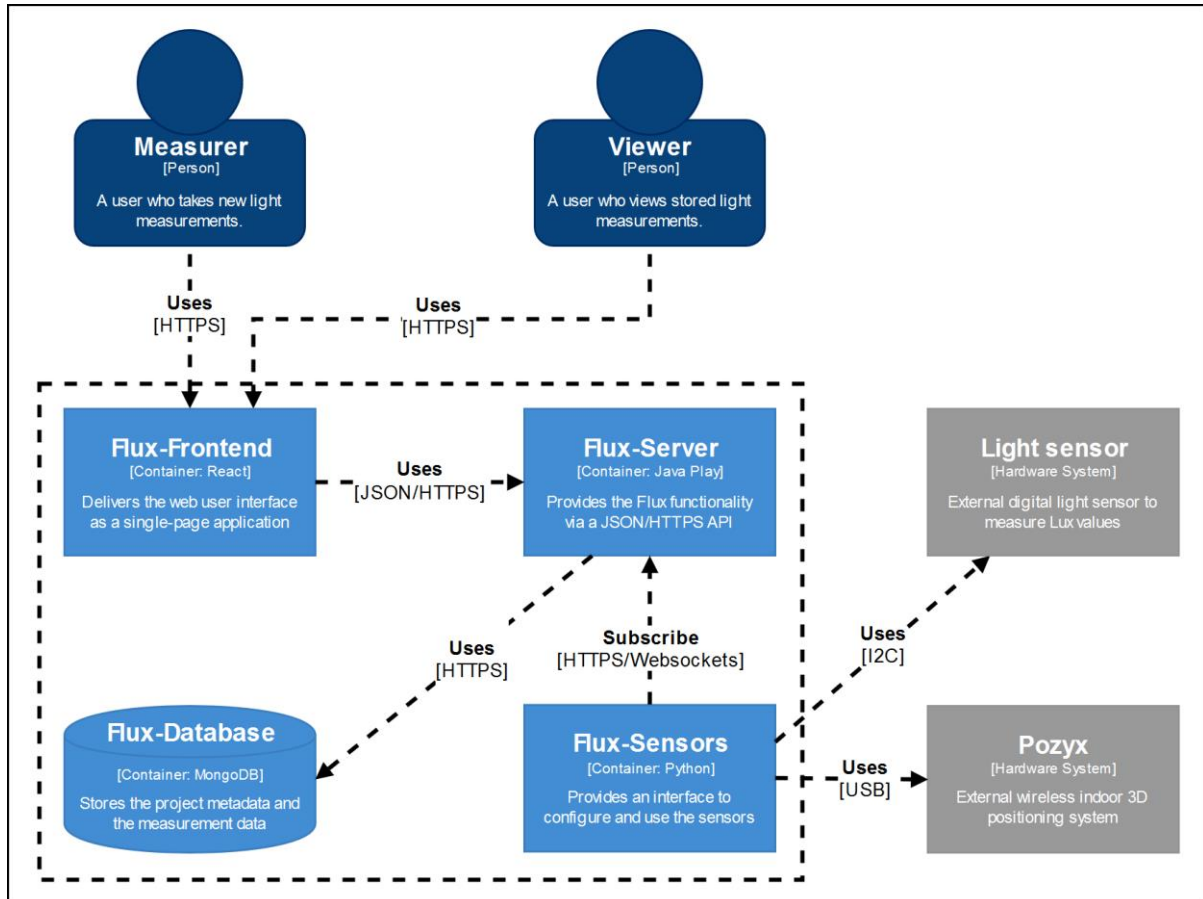 Measurer
[Person]
A user who takes new light
measurements.
Viewer
[Person]
A user who views stored light
measurements.
Uses
[HTTPS]
Uses
[HTTPS]
Flux-Frontend
[Container: React]
Delivers the web user interface
as a single-page application
Uses
[JSON/HTTPS]
Flux-Server
[Container: Java Play]
Provides the Flux functionality
via a JSON/HTTPS API
Light sensor
[Hardware System]
External digital light sensor to
measure Lux values
Uses
[HTTPS]
Subscribe
[HTTPS/Websockets]
Uses
[I2C]
Flux-Database
[Container: MongoDB]
Stores the project metadata and
the measurement data
Flux-Sensors
[Container: Python]
Provides an interface to
configure and use the sensors
Uses
[USB]
Pozyx
[Hardware System]
External wireless indoor 3D
positioning system